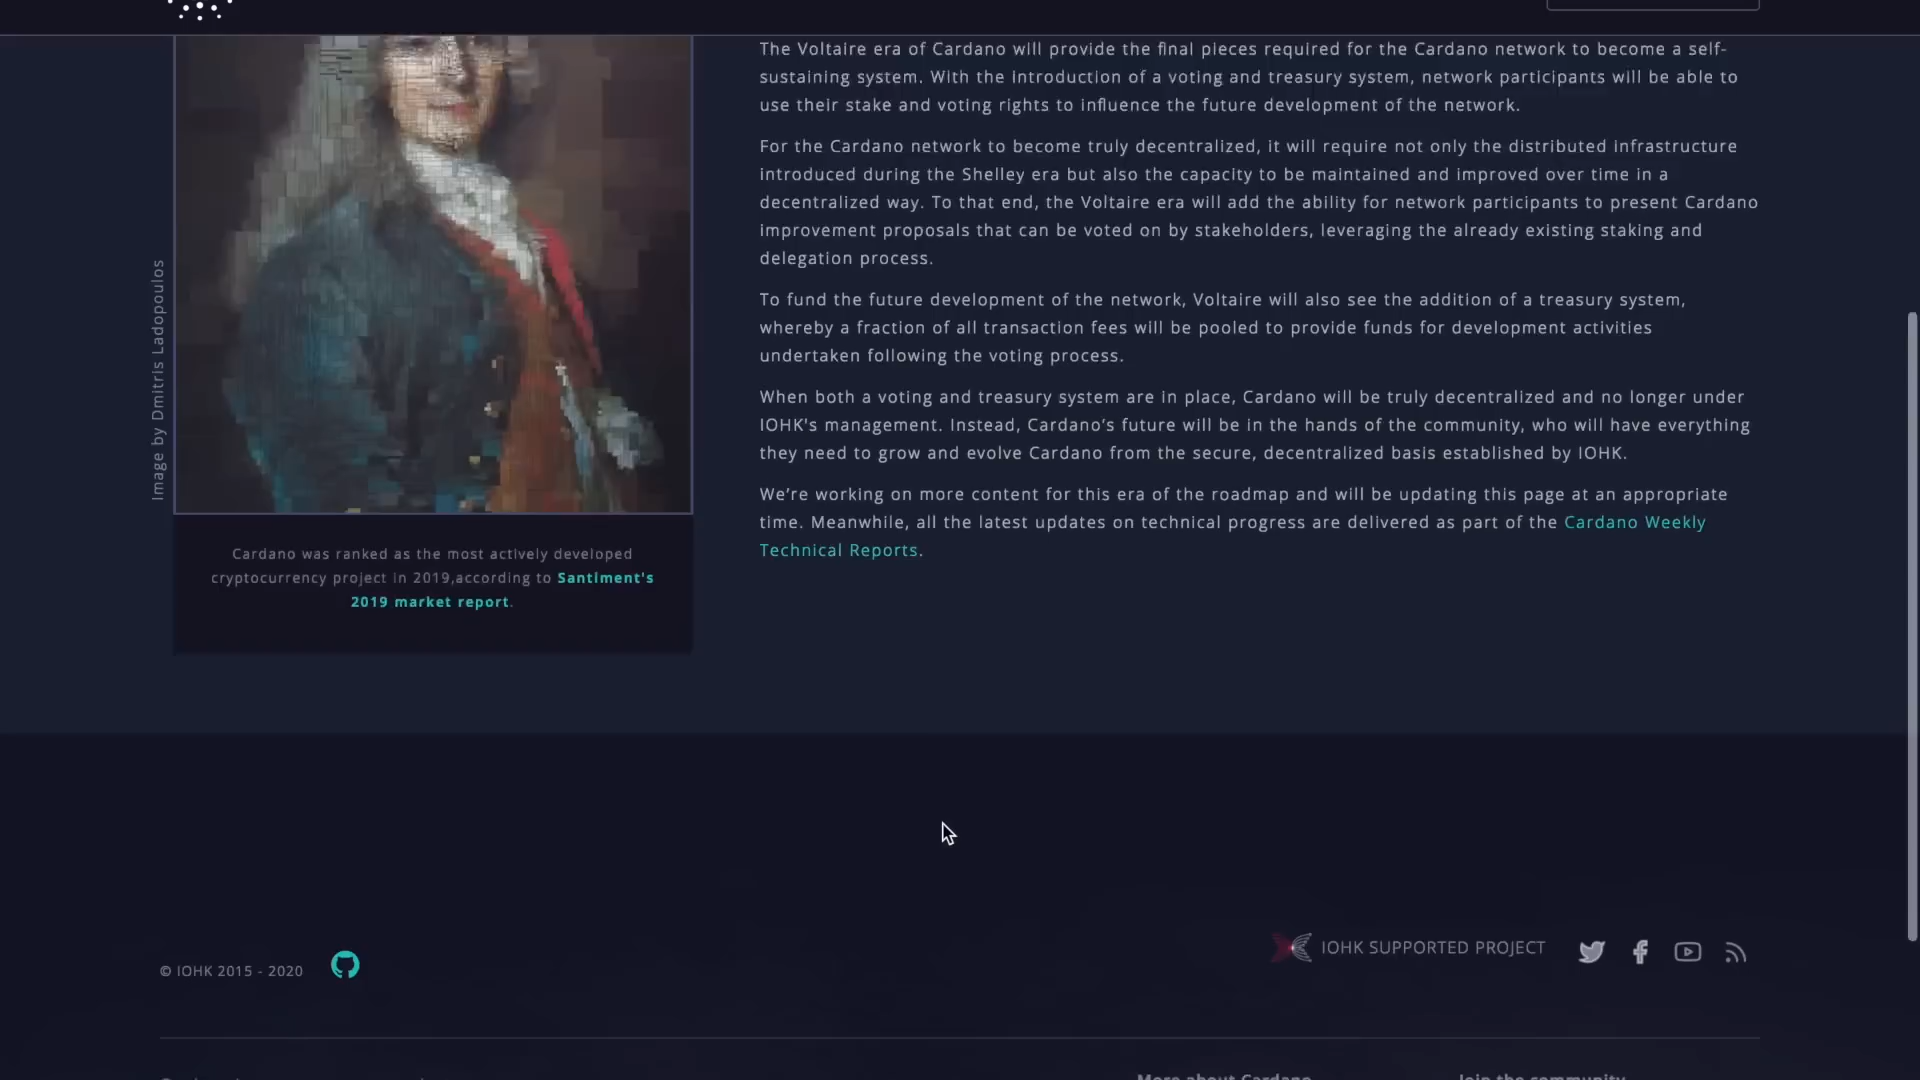 The Voltaire era of Cardano will provide the final pieces required for the Cardano network to become a self-
sustaining system. With the introduction of a voting and treasury system, network participants will be able to
use their stake and voting rights to influence the future development of the network.
For the Cardano network to become truly decentralized, it will require not only the distributed infrastructure
introduced during the Shelley era but also the capacity to be maintained and improved over time in a
decentralized way. To that end, the Voltaire era will add the ability for network participants to present Cardano
improvement proposals that can be voted on by stakeholders, leveraging the already existing staking and
delegation process.
To fund the future development of the network, Voltaire will also see the addition of a treasury system,
whereby a fraction of all transaction fees will be pooled to provide funds for development activities
undertaken following the voting process.
When both a voting and treasury system are in place, Cardano will be truly decentralized and no longer under
IOHK's management. Instead, Cardano’s future will be in the hands of the community, who will have everything
they need to grow and evolve Cardano from the secure, decentralized basis established by IOHK.
We’re working on more content for this era of the roadmap and will be updating this page at an appropriate
time. Meanwhile, all the latest updates on technical progress are delivered as part of the Cardano Weekly
Technical Reports.
Image by Dmitris Ladopoulos
Cardano was ranked as the most actively developed
cryptocurrency project in 2019,according to Santiment's
2019 market report.
© IOHK 2015 - 2020
IOHK SUPPORTED PROJECT
More about Cardano
Join the community